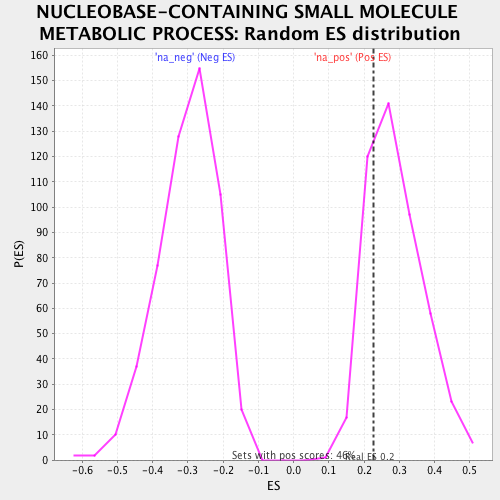 NUCLEOBASE-CONTAINING SMALL MOLECULE
METABOLIC PROCESS: Random ES distribution
'na_neg' (Neg ES) 'na_pos' (Pos ES)
160
150
140
130
120
110
100
90
80
70
60
50
40
30
20
10
0
P(ES)
Sets with pos scores: 46% Real ES 0.2
-0.6 -0.5 -0.4 -0.3 -0.2 -0.1 0.0 0.1 0.2 0.3 0.4 0.5
ES